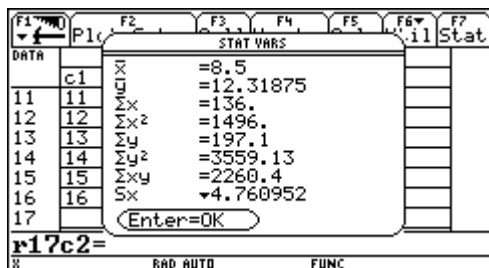 F1 F2 F3 F4 F5 F6 F7
Stat
STAT VARS
DATA
c1
x̄ =8.5
ȳ =12.31875
Σx =136.
Σx² =1496.
Σy =197.1
Σy² =3559.13
Σxy =2260.4
Sx ▾4.760952
11 11
12 12
13 13
14 14
15 15
16 16
17
Enter=OK
r17c2=
X RAD AUTO FUNC